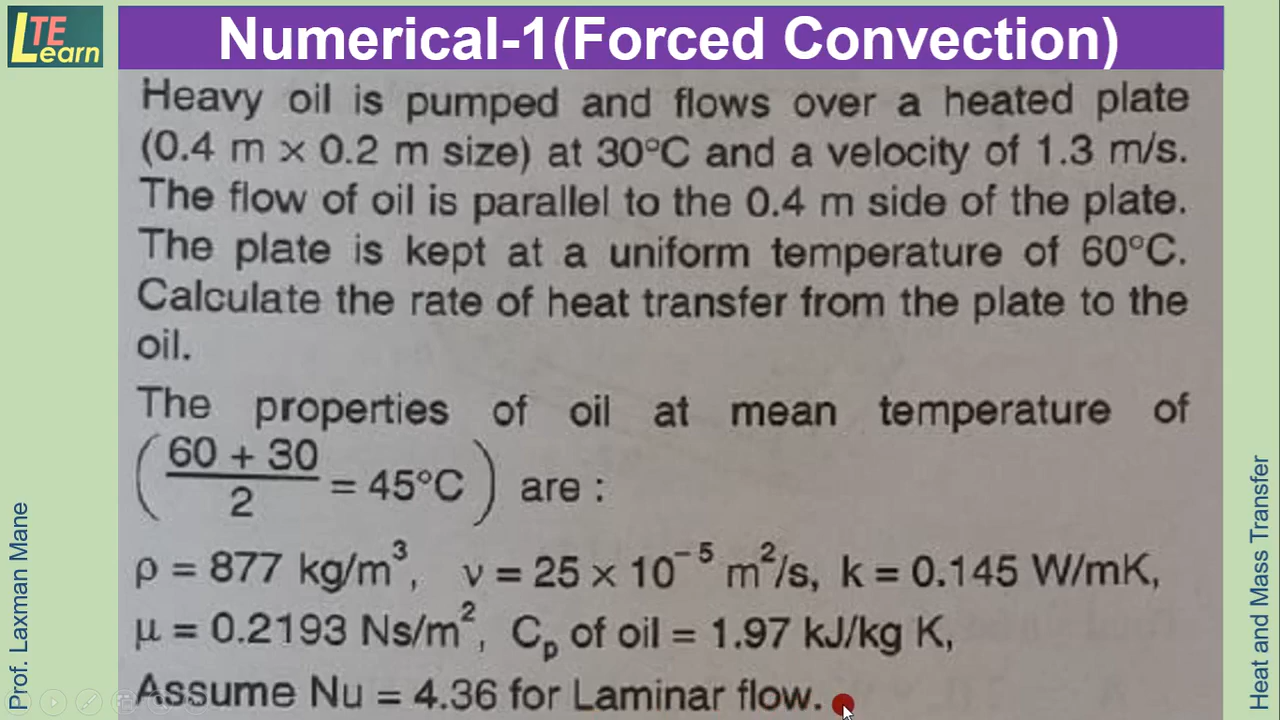 LTE
Learn
Numerical-1(Forced Convection)
Heavy oil is pumped and flows over a heated plate
(0.4 m × 0.2 m size) at 30°C and a velocity of 1.3 m/s.
The flow of oil is parallel to the 0.4 m side of the plate.
The plate is kept at a uniform temperature of 60°C.
Calculate the rate of heat transfer from the plate to the
oil.
The properties of oil at mean temperature of
(60 + 30 / 2 = 45°C) are :
ρ = 877 kg/m³, ν = 25 × 10⁻⁵ m²/s, k = 0.145 W/mK,
μ = 0.2193 Ns/m², Cₚ of oil = 1.97 kJ/kg K,
Assume Nu = 4.36 for Laminar flow.
Prof. Laxman Mane
Heat and Mass Transfer